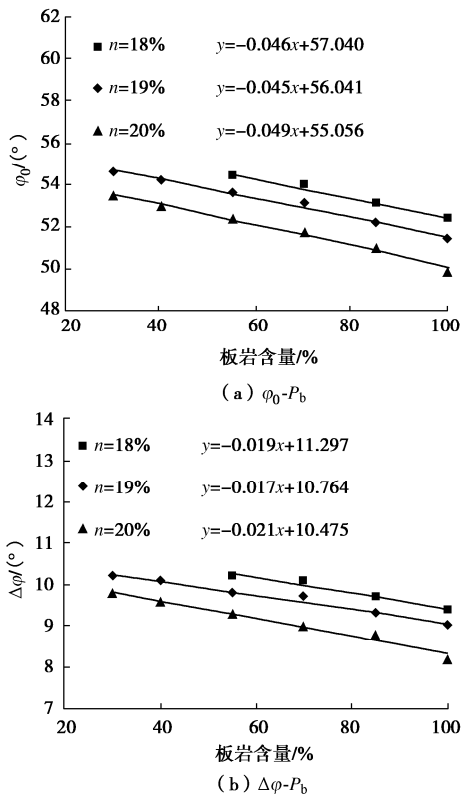 62
■ n=18% y=−0.046x+57.040
60
◆ n=19% y=−0.045x+56.041
58
▲ n=20% y=−0.049x+55.056
56
φ₀/(°)
54
52
50
48
20 40 60 80 100
板岩含量/%
（a）φ₀-P_b
14
■ n=18% y=−0.019x+11.297
13
◆ n=19% y=−0.017x+10.764
12
▲ n=20% y=−0.021x+10.475
11
Δφ/(°)
10
9
8
7
20 40 60 80 100
板岩含量/%
（b）Δφ-P_b